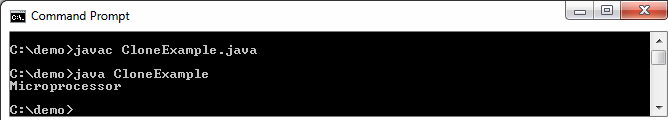 Command Prompt
C:\demo>javac CloneExample.java
C:\demo>java CloneExample
Microprocessor
C:\demo>